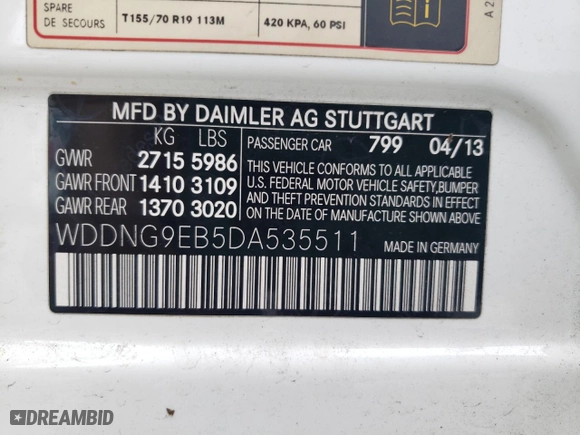 SPARE
DE SECOURS
T155/70 R19 113M
420 KPA, 60 PSI
A 2
MFD BY DAIMLER AG STUTTGART
KG LBS
GVWR 2715 5986
GAWR FRONT 1410 3109
GAWR REAR 1370 3020
PASSENGER CAR 799 04/13
THIS VEHICLE CONFORMS TO ALL APPLICABLE
U.S. FEDERAL MOTOR VEHICLE SAFETY,BUMPER
AND THEFT PREVENTION STANDARDS IN
EFFECT ON THE DATE OF MANUFACTURE
SHOWN ABOVE.
WDDNG9EB5DA535511
MADE IN GERMANY
DREAMBID